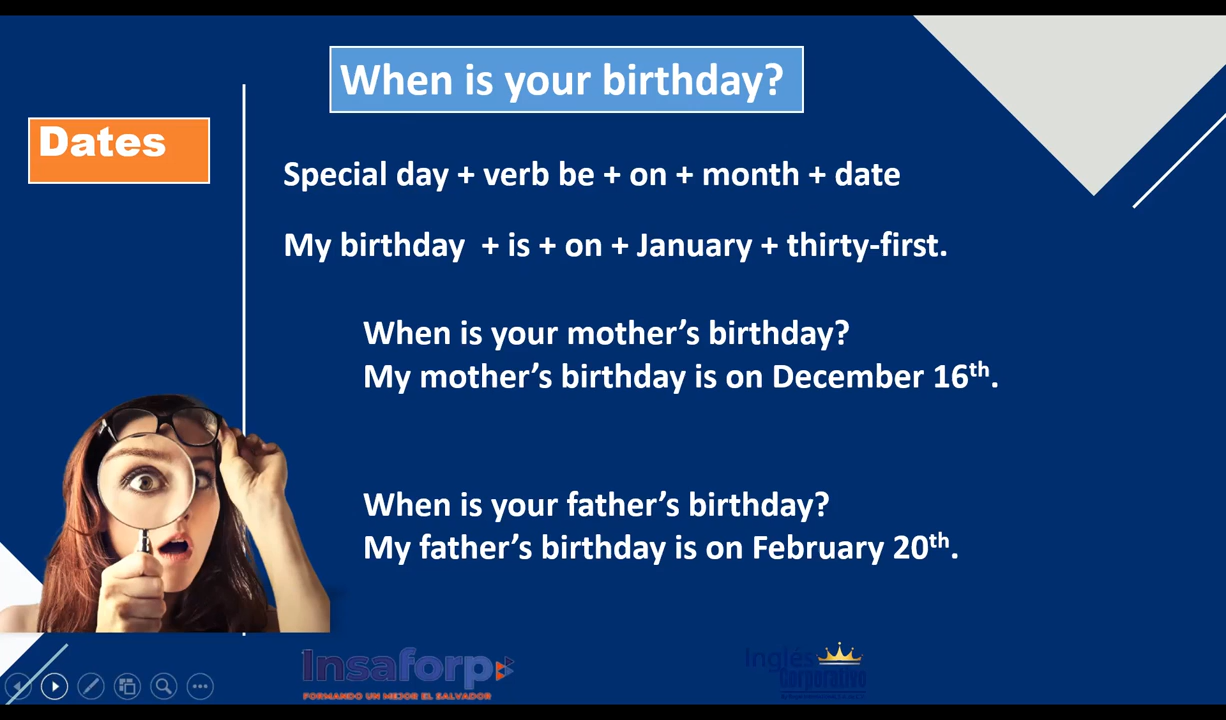 When is your birthday?
Dates
Special day + verb be + on + month + date
My birthday + is + on + January + thirty-first.
When is your mother’s birthday?
My mother’s birthday is on December 16th.
When is your father’s birthday?
My father’s birthday is on February 20th.
Insaforp
FORMANDO UN MEJOR EL SALVADOR
Inglés
Corporativo